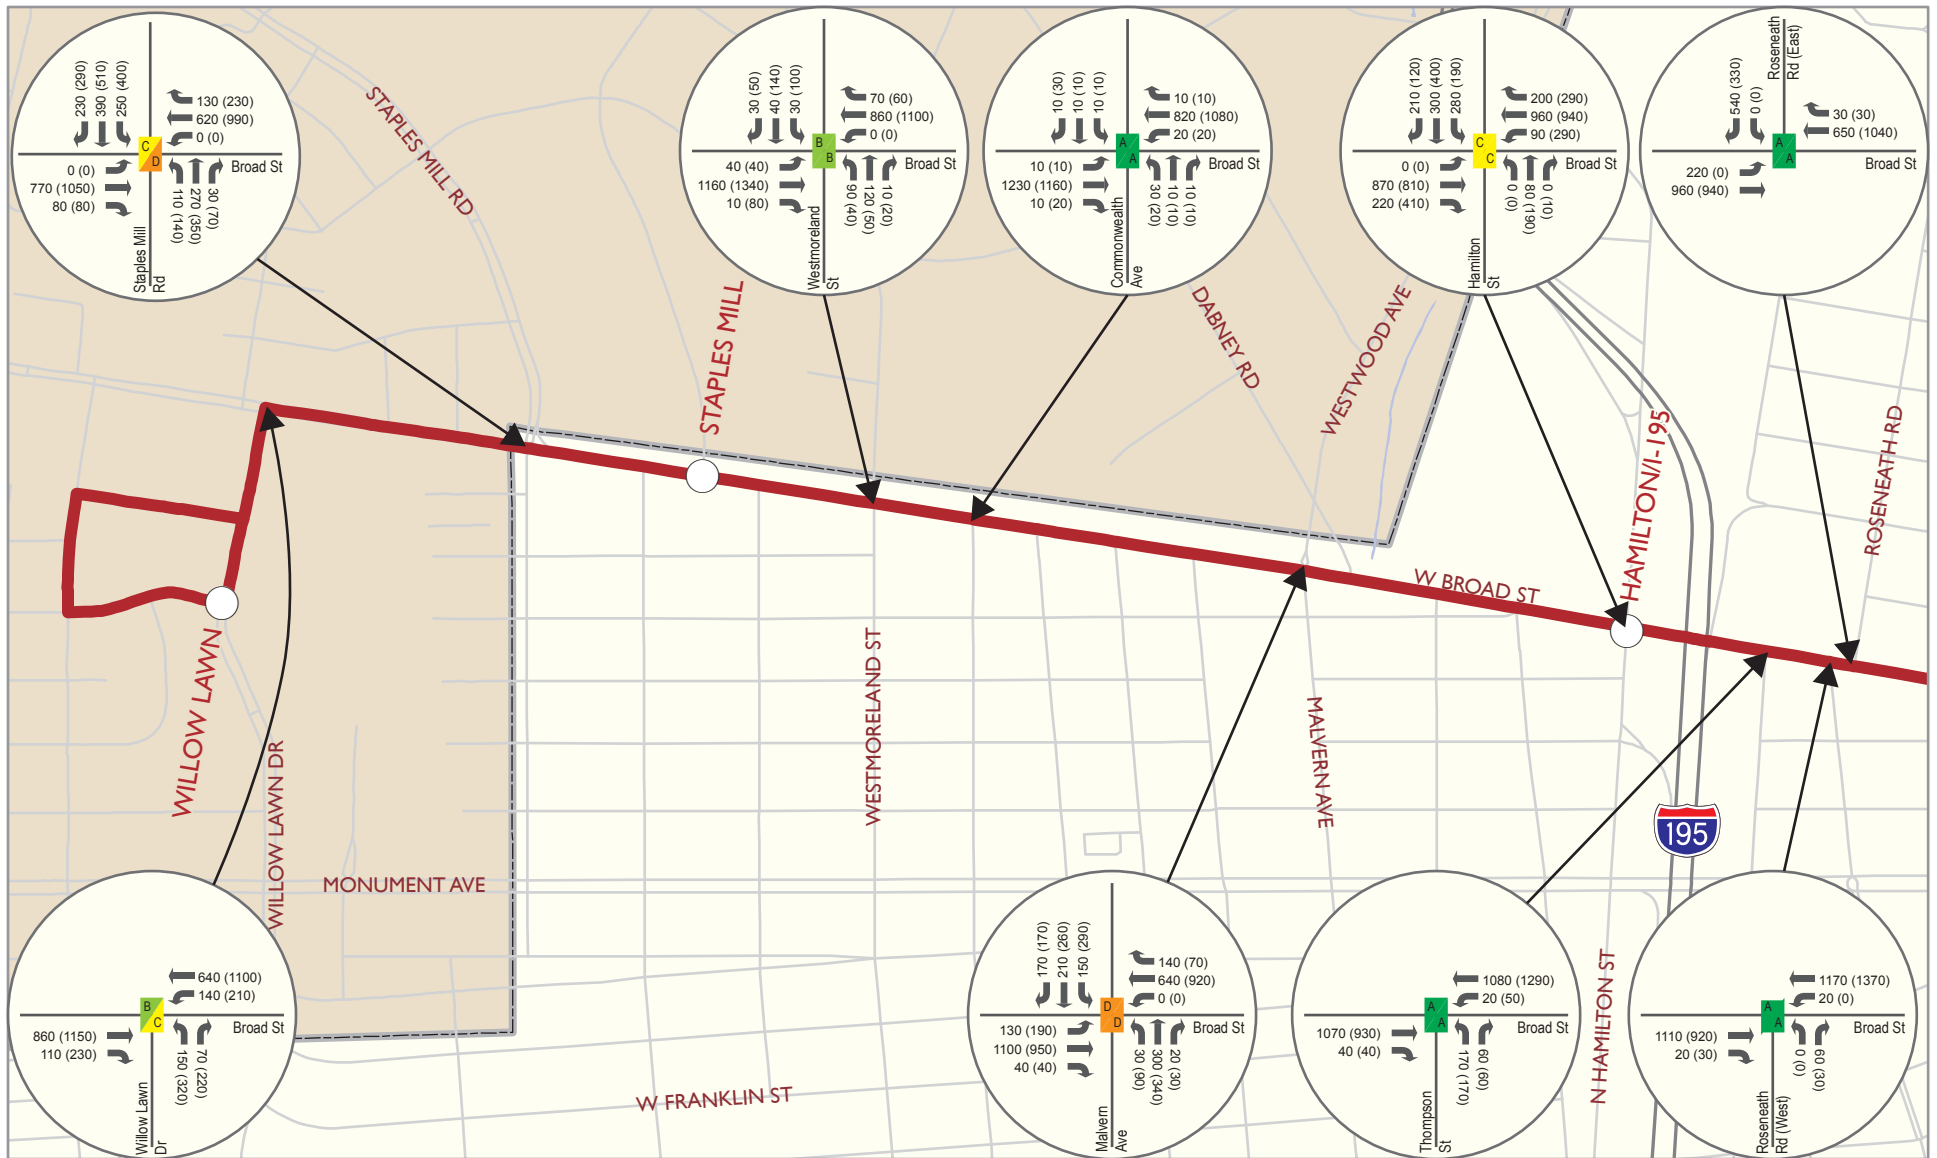 230 (290)
390 (510)
250 (400)
130 (230)
620 (990)
0 (0)
C
D
Broad St
0 (0)
770 (1050)
80 (80)
110 (140)
270 (350)
30 (70)
Staples Mill
Rd
30 (50)
40 (140)
30 (100)
70 (60)
860 (1100)
0 (0)
B
B
Broad St
40 (40)
1160 (1340)
10 (80)
90 (40)
120 (50)
10 (20)
Westmoreland
St
10 (30)
10 (10)
10 (10)
10 (10)
820 (1080)
20 (20)
A
A
Broad St
10 (10)
1230 (1160)
10 (20)
30 (20)
10 (10)
10 (10)
Commonwealth
Ave
210 (120)
300 (400)
280 (190)
200 (290)
960 (940)
90 (290)
C
C
Broad St
0 (0)
870 (810)
220 (410)
0 (0)
80 (190)
0 (10)
Hamilton
St
540 (330)
0 (0)
Roseneath
Rd (East)
30 (30)
650 (1040)
A
A
Broad St
220 (0)
960 (940)
STAPLES MILL RD
STAPLES MILL
DABNEY RD
WESTWOOD AVE
HAMILTON/I-195
ROSENEATH RD
W BROAD ST
WILLOW LAWN
WILLOW LAWN DR
WESTMORELAND ST
MALVERN AVE
195
MONUMENT AVE
N HAMILTON ST
W FRANKLIN ST
640 (1100)
140 (210)
B
C
Broad St
860 (1150)
110 (230)
150 (320)
70 (220)
Willow Lawn
Dr
170 (170)
210 (260)
150 (290)
140 (70)
640 (920)
0 (0)
D
D
Broad St
130 (190)
1100 (950)
40 (40)
30 (90)
300 (340)
20 (30)
Malvern
Ave
1080 (1290)
20 (50)
A
A
Broad St
1070 (930)
40 (40)
170 (170)
60 (60)
Thompson
St
1170 (1370)
20 (0)
A
A
Broad St
1110 (920)
20 (30)
0 (0)
60 (30)
Roseneath
Rd (West)